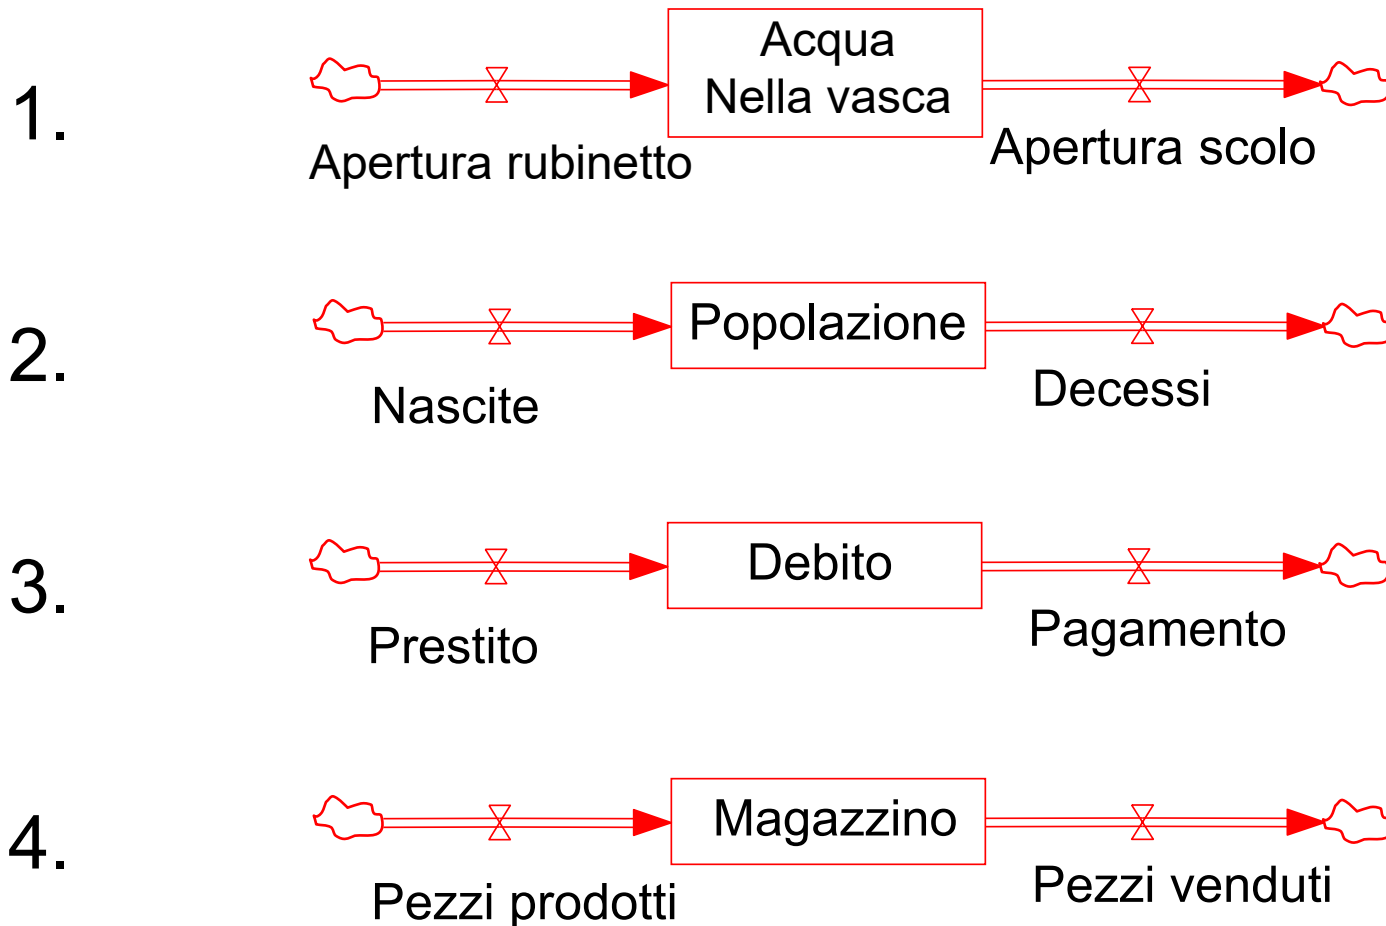 1.
Acqua
Nella vasca
Apertura rubinetto
Apertura scolo
2.
Popolazione
Nascite
Decessi
3.
Debito
Prestito
Pagamento
4.
Magazzino
Pezzi prodotti
Pezzi venduti